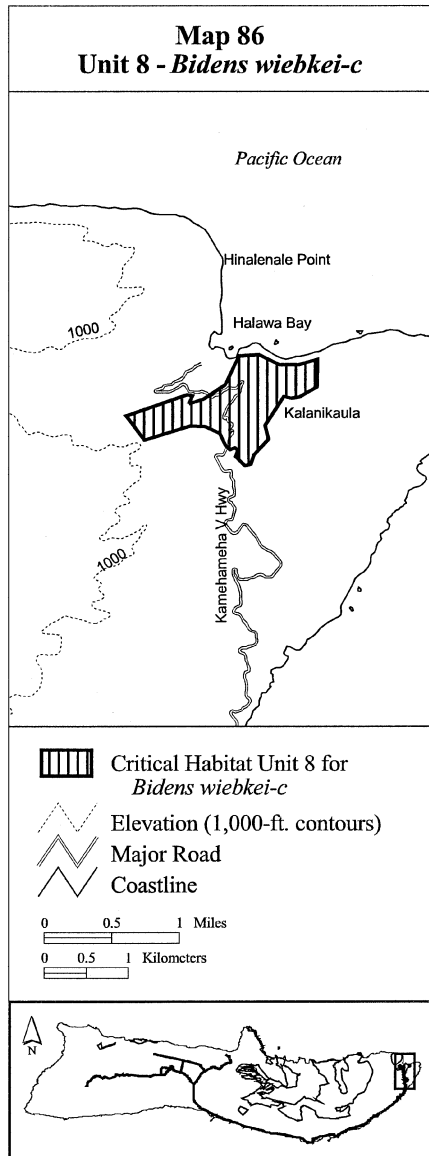 Map 86
Unit 8 - Bidens wiebkei-c
Pacific Ocean
Hinalenale Point
1000
Halawa Bay
Kalanikaula
Kamehameha V Hwy
1000
Critical Habitat Unit 8 for
Bidens wiebkei-c
Elevation (1,000-ft. contours)
Major Road
Coastline
0 0.5 1 Miles
0 0.5 1 Kilometers
N